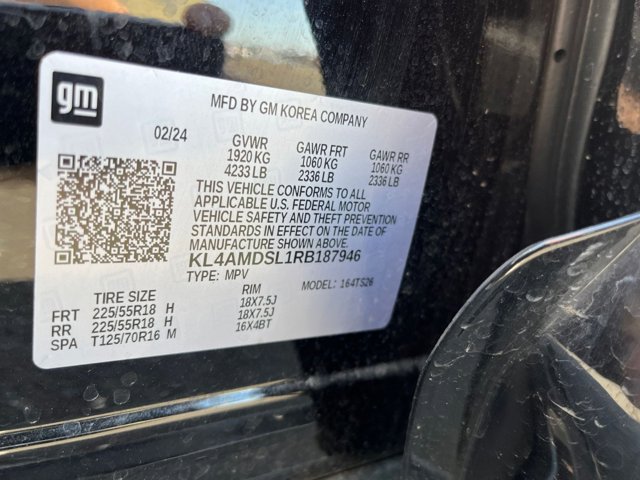 gm
MFD BY GM KOREA COMPANY
02/24 GVWR GAWR FRT GAWR RR
1920 KG 1060 KG 1060 KG
4233 LB 2336 LB 2336 LB
THIS VEHICLE CONFORMS TO ALL
APPLICABLE U.S. FEDERAL MOTOR
VEHICLE SAFETY AND THEFT PREVENTION
STANDARDS IN EFFECT ON THE DATE OF
MANUFACTURE SHOWN ABOVE.
KL4AMDSL1RB187946
TYPE: MPV MODEL: 164TS26
TIRE SIZE RIM
FRT 225/55R18 H 18X7.5J
RR 225/55R18 H 18X7.5J
SPA T125/70R16 M 16X4BT